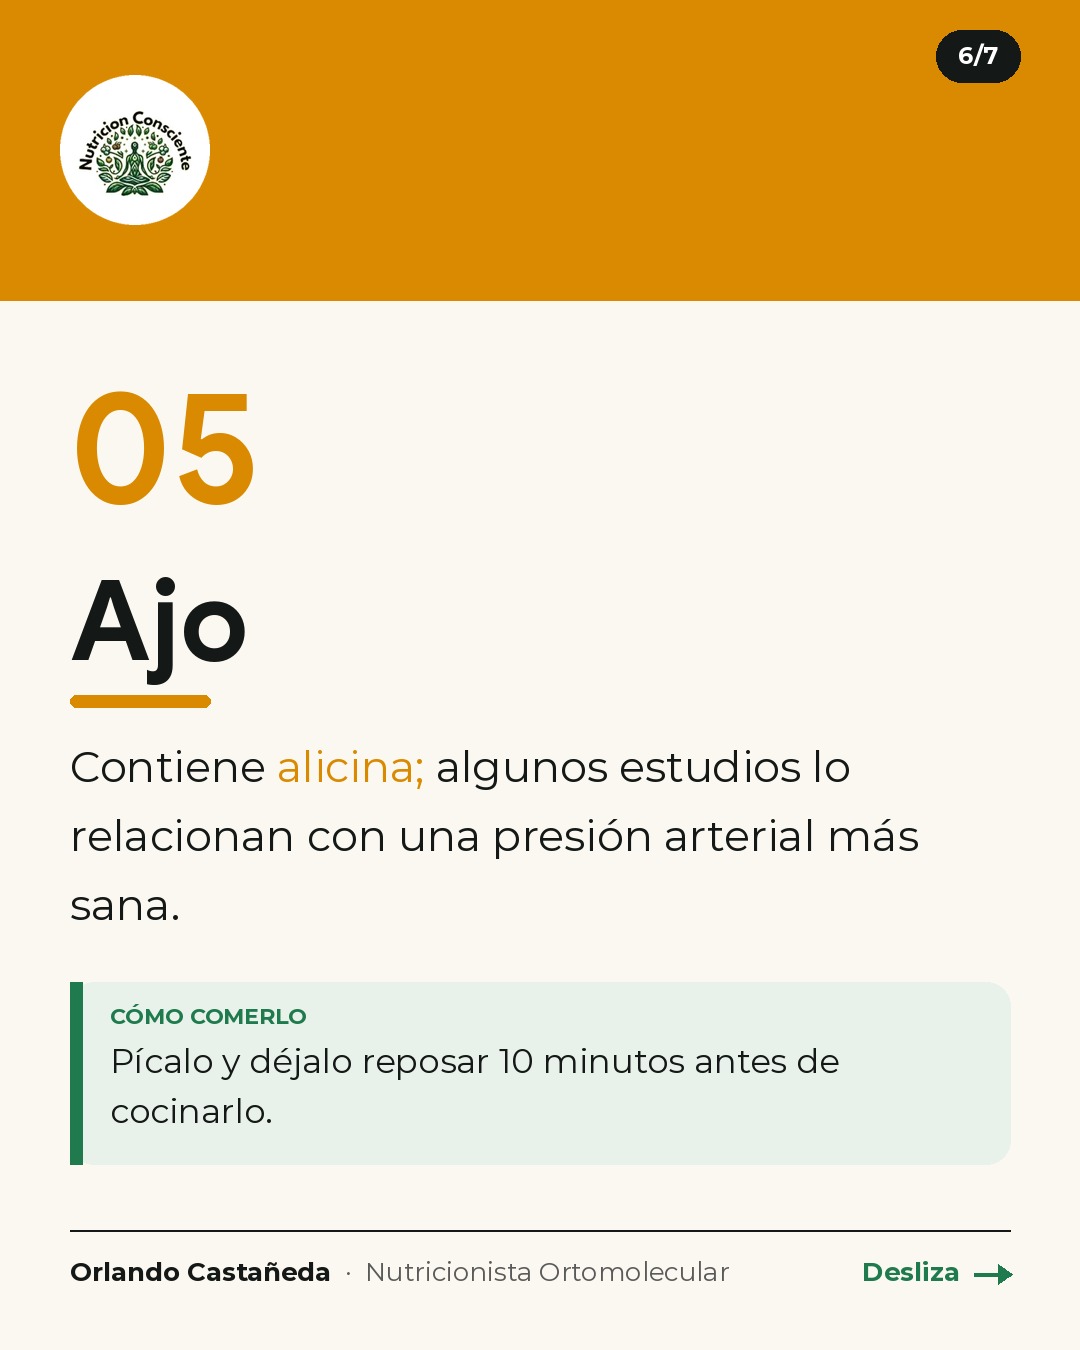 6/7
Nutricion Consciente
05
Ajo
Contiene alicina; algunos estudios lo
relacionan con una presión arterial más
sana.
CÓMO COMERLO
Pícalo y déjalo reposar 10 minutos antes de
cocinarlo.
Orlando Castañeda · Nutricionista Ortomolecular
Desliza